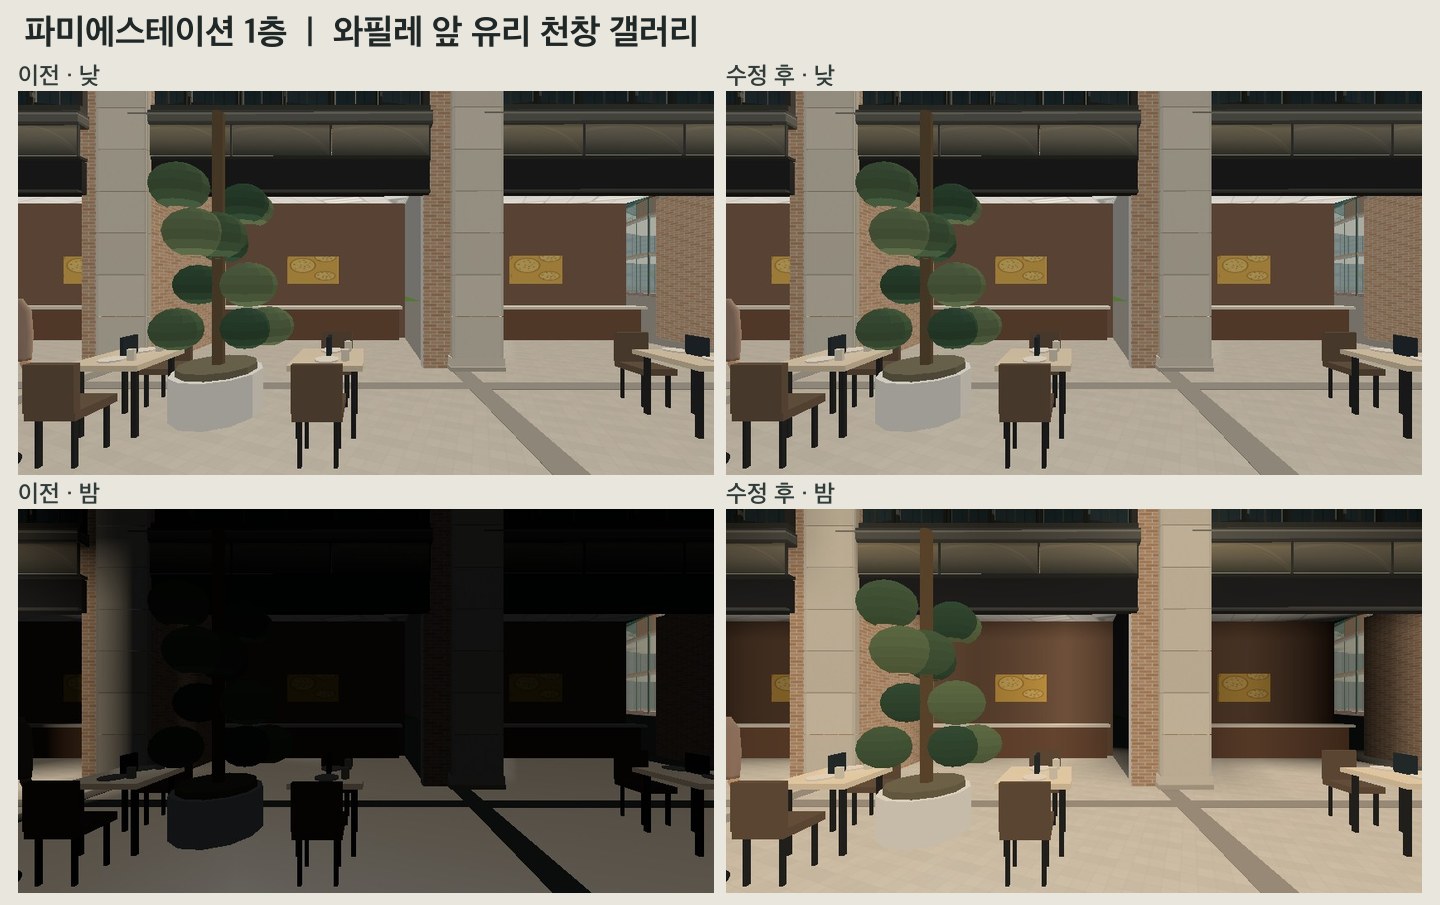 파미에스테이션 1층 | 와필레 앞 유리 천창 갤러리
이전 · 낮
수정 후 · 낮
이전 · 밤
수정 후 · 밤